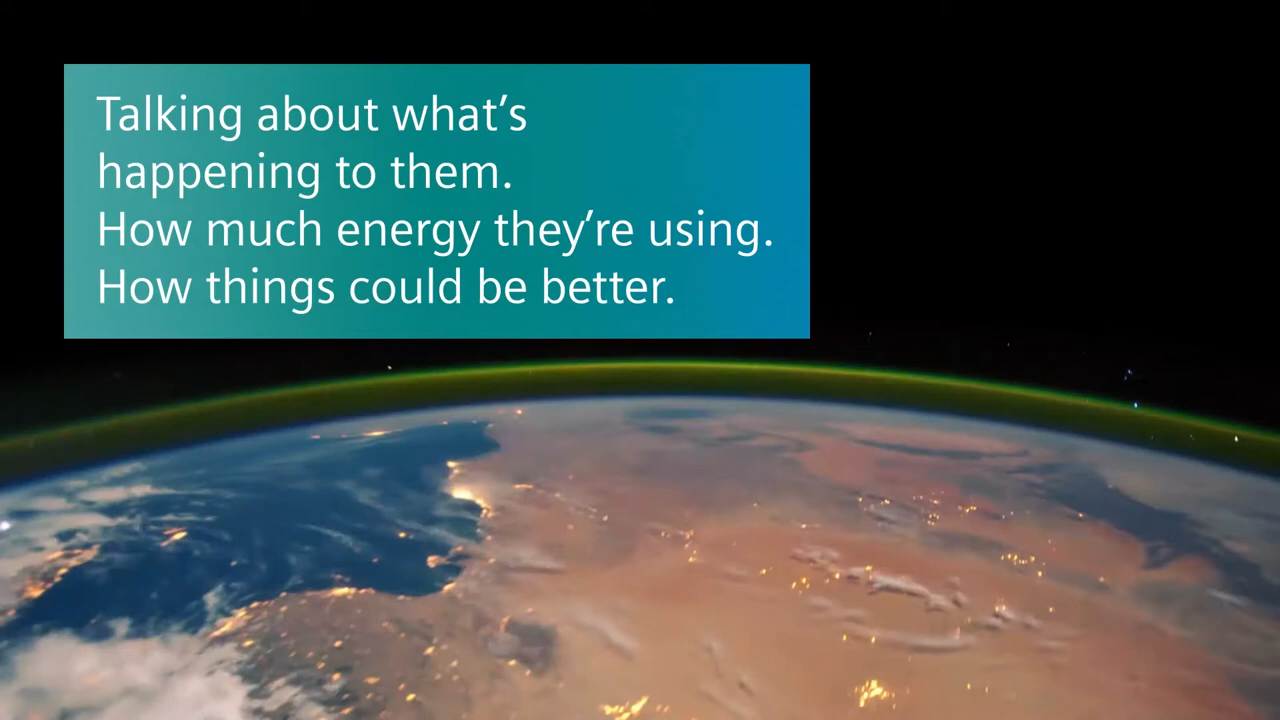 Talking about what’s
happening to them.
How much energy they’re using.
How things could be better.